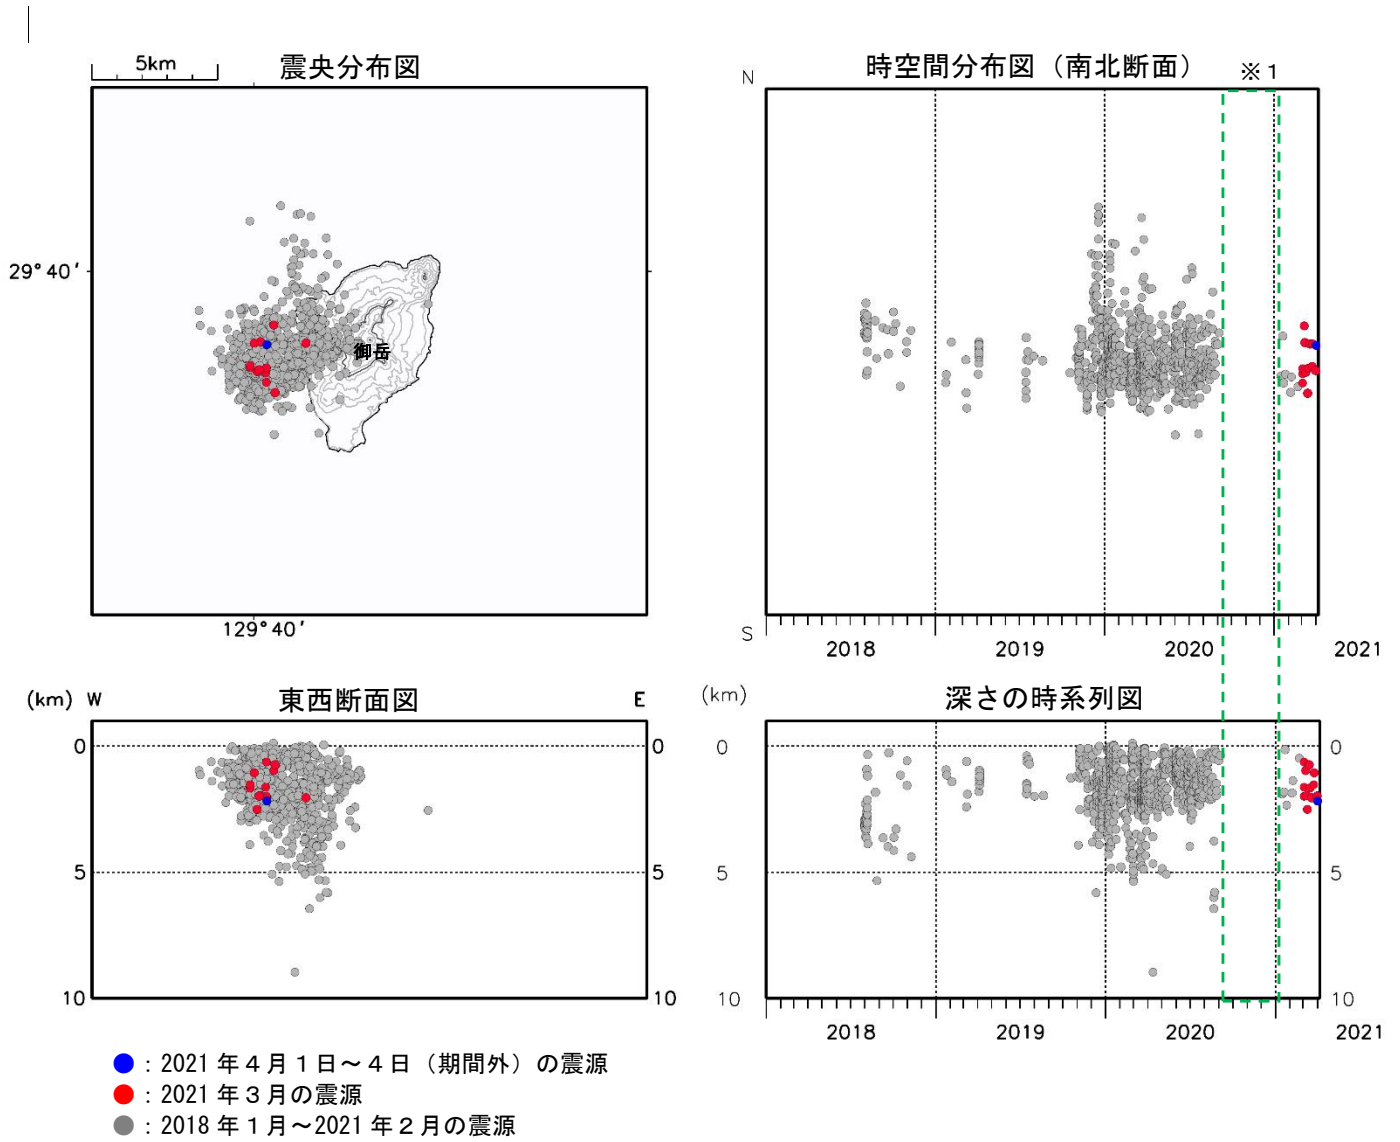 5km
震央分布図
29°40′
御岳
129°40′
時空間分布図（南北断面）
※１
N
S
2018
2019
2020
2021
(km) W
東西断面図
E
0
0
5
5
10
10
(km)
深さの時系列図
0
0
5
5
10
10
2018
2019
2020
2021
：2021年４月１日～４日（期間外）の震源
：2021年３月の震源
：2018年１月～2021年２月の震源